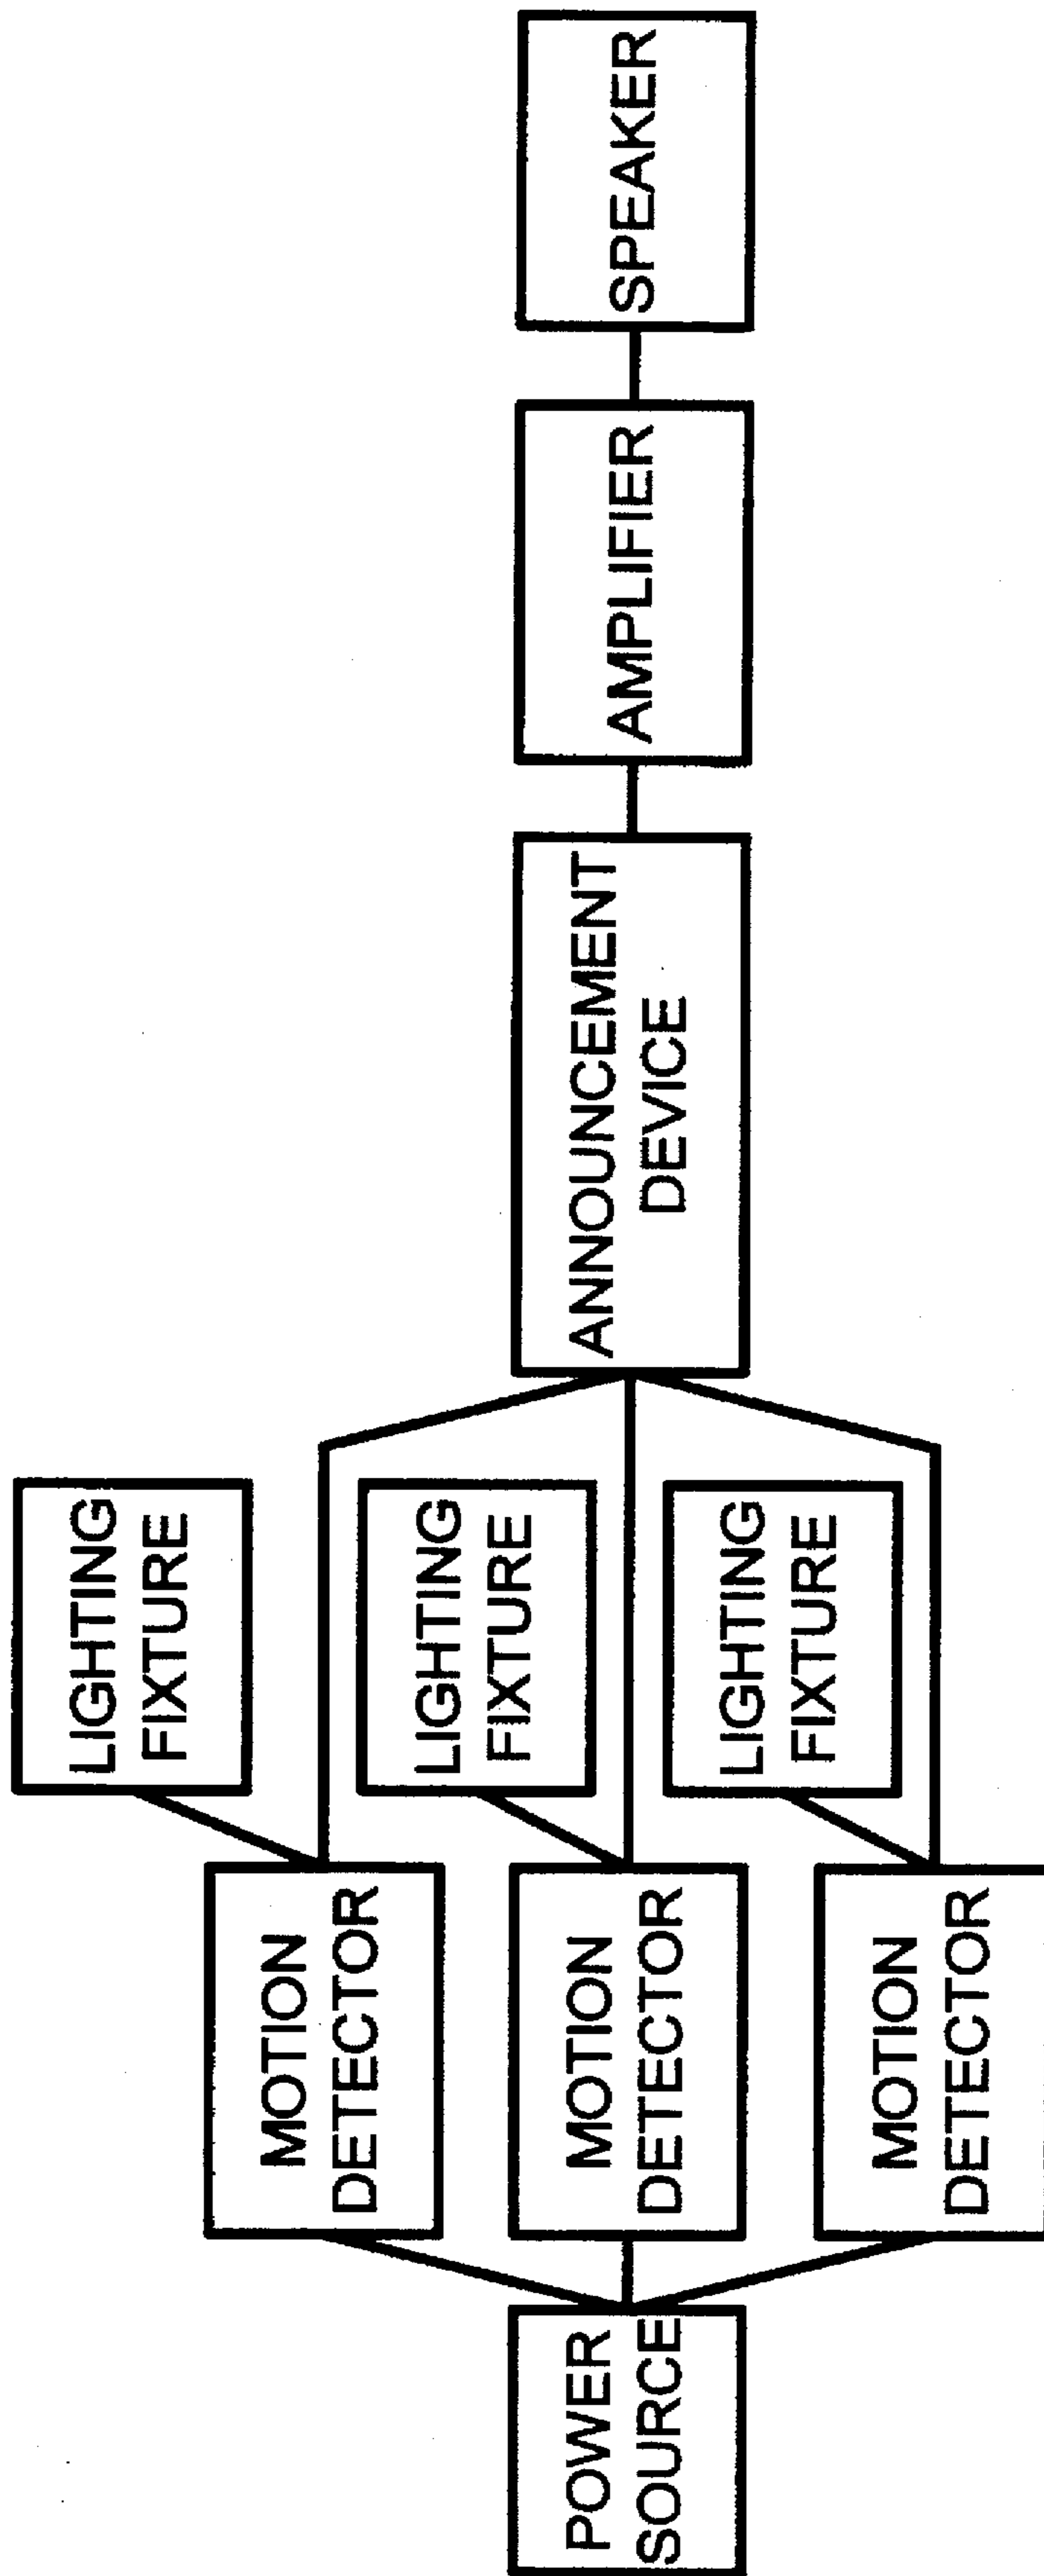 POWER
SOURCE
MOTION
DETECTOR
MOTION
DETECTOR
MOTION
DETECTOR
LIGHTING
FIXTURE
LIGHTING
FIXTURE
LIGHTING
FIXTURE
ANNOUNCEMENT
DEVICE
AMPLIFIER
SPEAKER